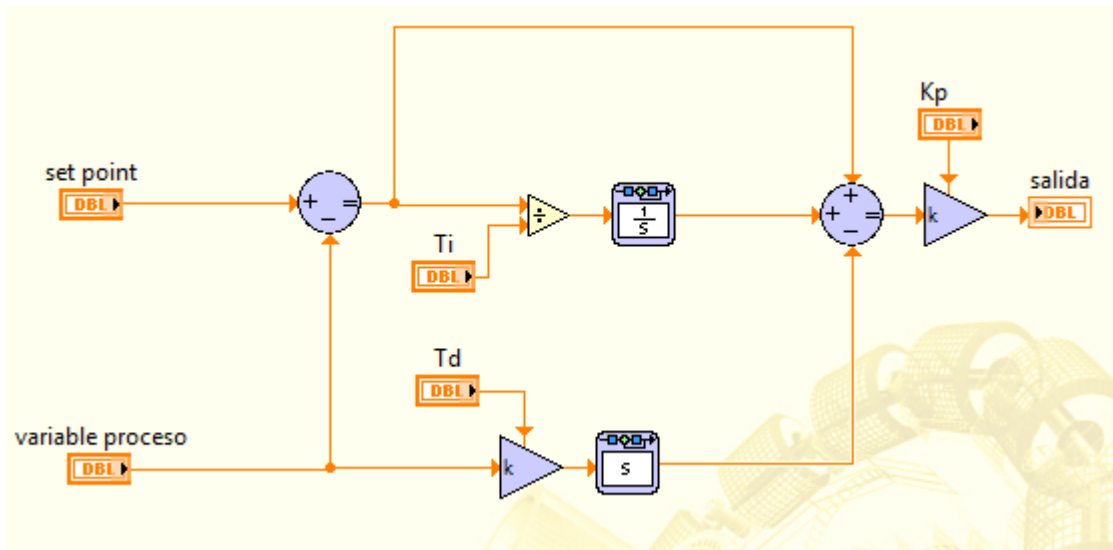 Kp
DBL
set point
DBL
+
−
=
÷
1
s
+
+
−
=
k
salida
DBL
Ti
DBL
Td
DBL
variable proceso
DBL
k
s